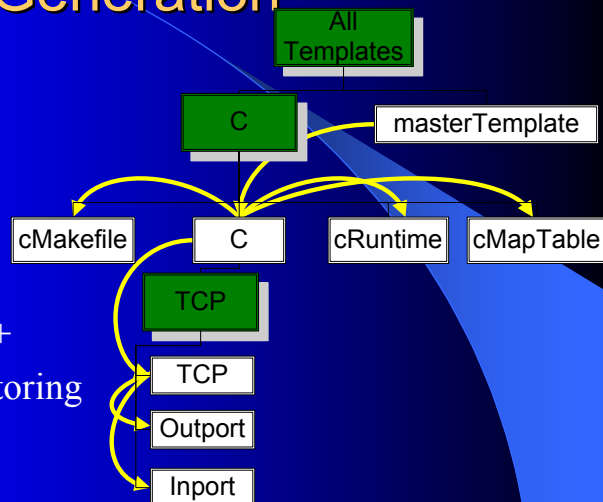 Generation
All
Templates
C
masterTemplate
cMakefile
C
cRuntime
cMapTable
TCP
+
TCP
toring
Outport
Inport